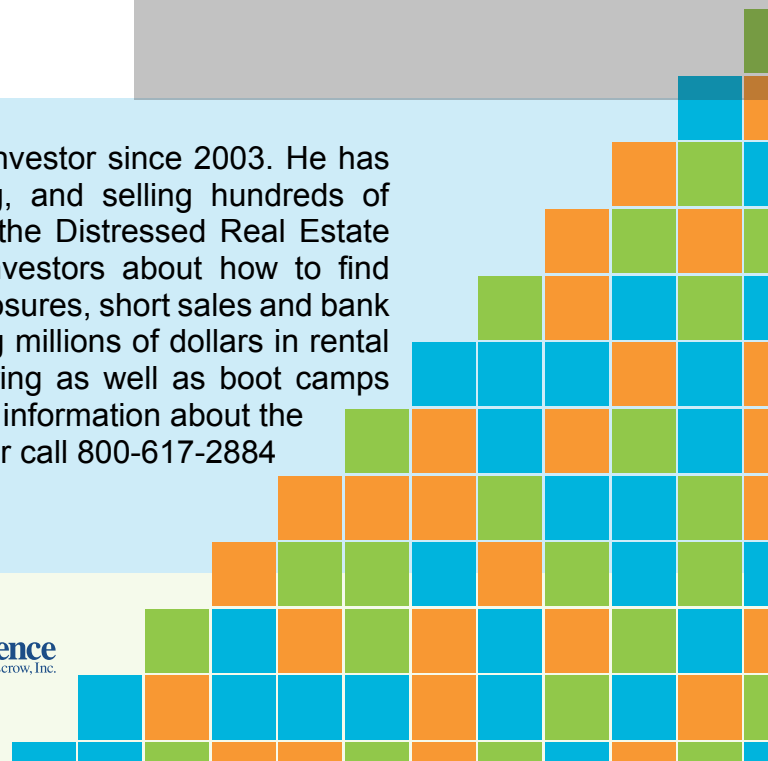 nvestor since 2003. He has
, and selling hundreds of
the Distressed Real Estate
nvestors about how to find
osures, short sales and bank
millions of dollars in rental
ing as well as boot camps
information about the
r call 800-617-2884
ence
crow, Inc.